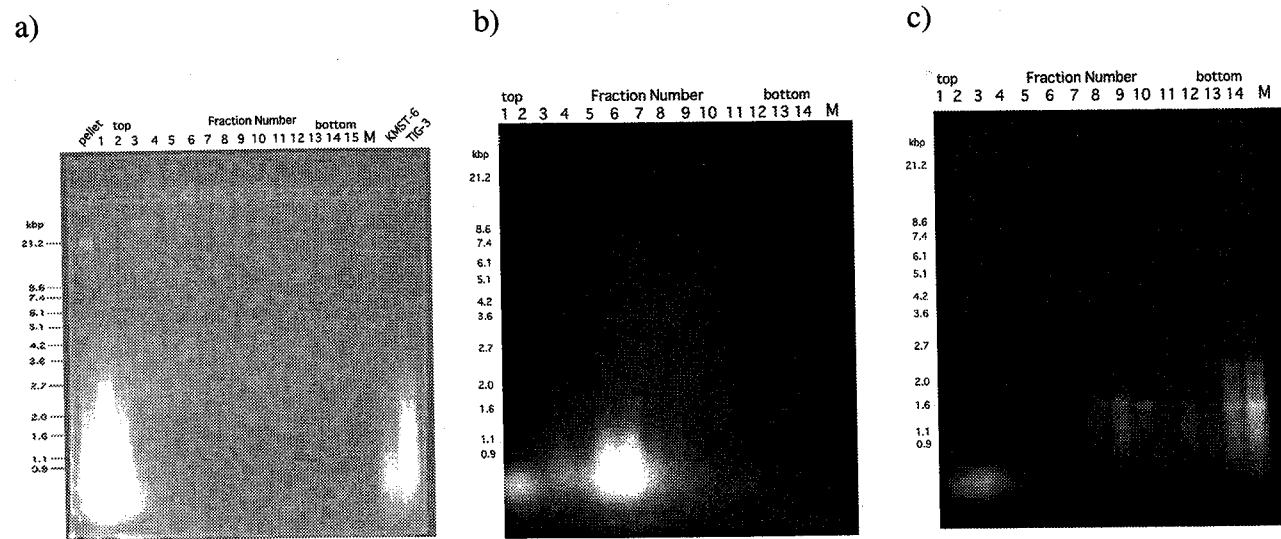 a)
Fraction Number
top bottom
pellet 1 2 3 4 5 6 7 8 9 10 11 12 13 14 15 M KMST-6 TIG-3
kbp
21.2
8.6
7.4
6.1
5.1
4.2
3.6
2.7
2.0
1.6
1.1
0.9
b)
top Fraction Number bottom
1 2 3 4 5 6 7 8 9 10 11 12 13 14 M
kbp
21.2
8.6
7.4
6.1
5.1
4.2
3.6
2.7
2.0
1.6
1.1
0.9
c)
top Fraction Number bottom
1 2 3 4 5 6 7 8 9 10 11 12 13 14 M
kbp
21.2
8.6
7.4
6.1
5.1
4.2
3.6
2.7
2.0
1.6
1.1
0.9